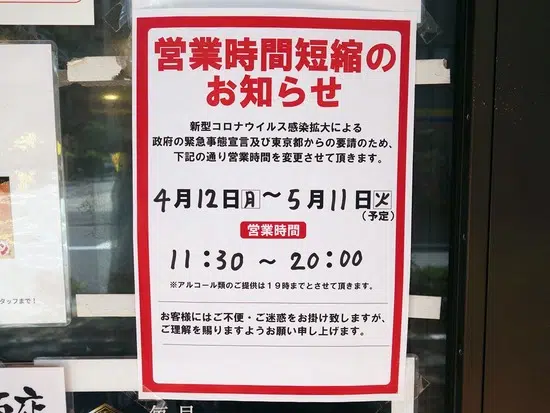 営業時間短縮の
お知らせ
新型コロナウイルス感染拡大による
政府の緊急事態宣言及び東京都からの要請のため、
下記の通り営業時間を変更させて頂きます。
4月12日月〜5月11日火
(予定)
営業時間
11:30 〜 20:00
※アルコール類のご提供は19時までとさせて頂きます。
お客様にはご不便・ご迷惑をお掛け致しますが、
ご理解を賜りますようお願い申し上げます。
タッフまで!